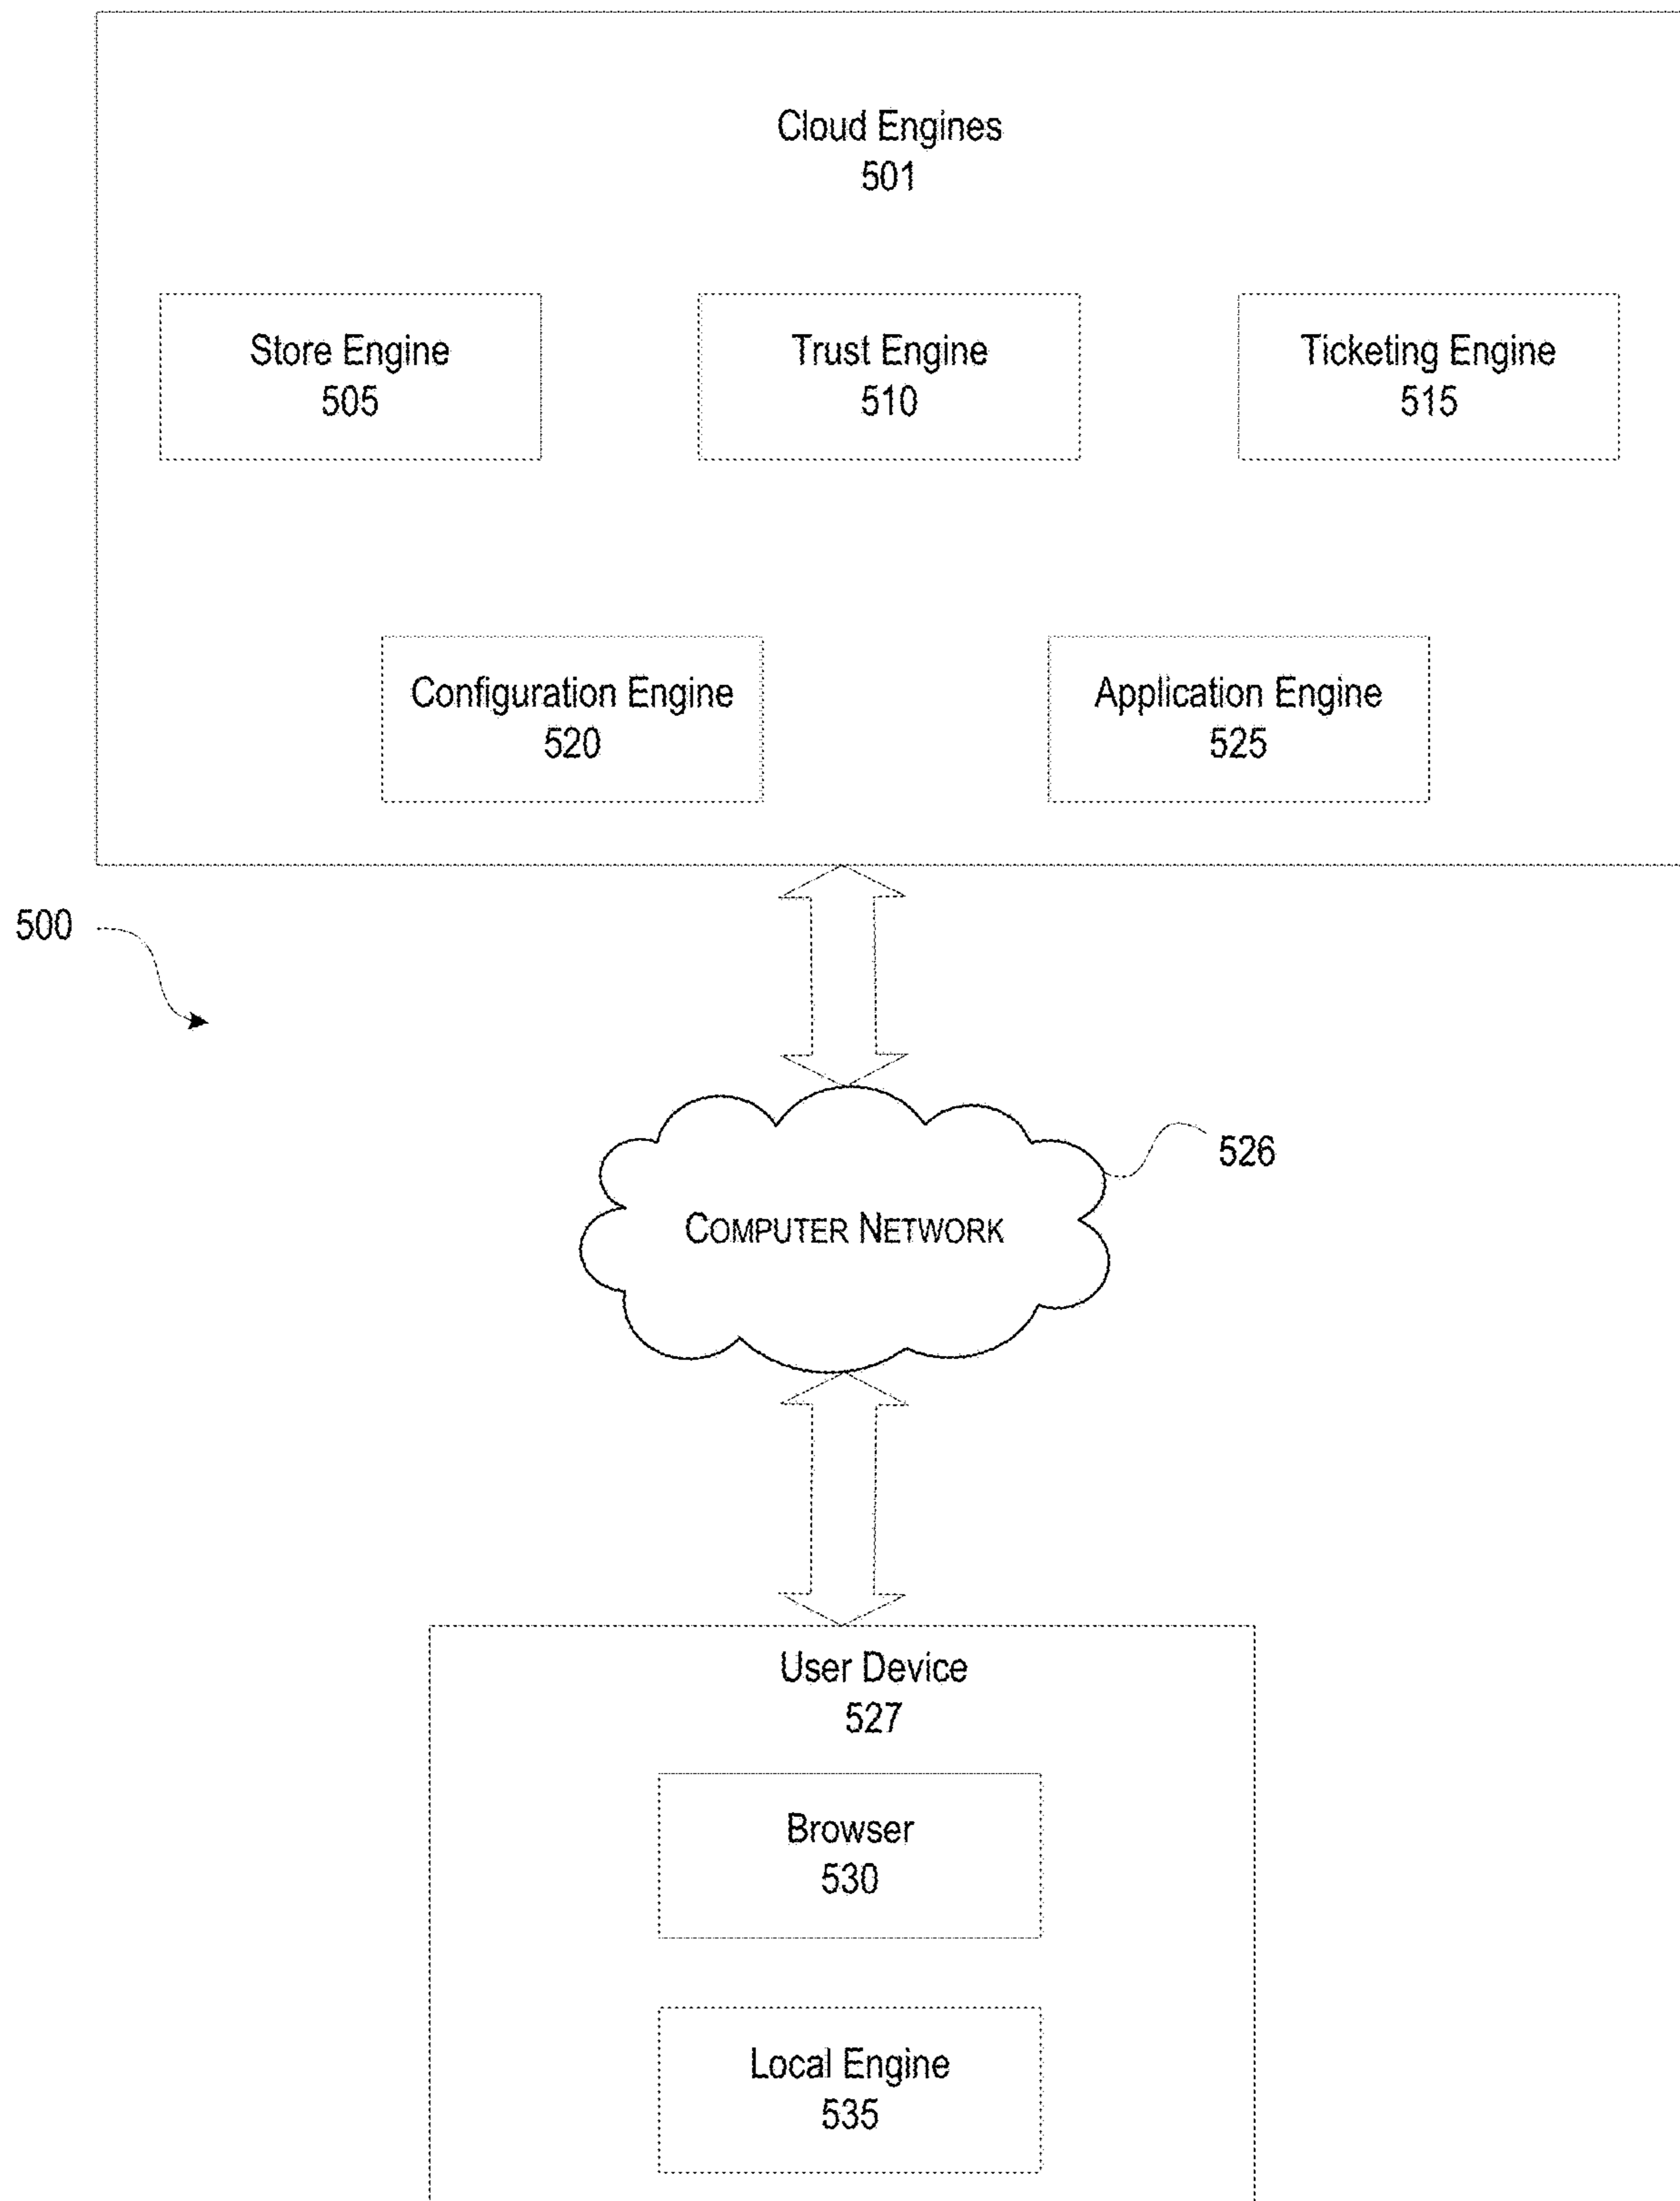 Cloud Engines
501
Store Engine
505
Trust Engine
510
Ticketing Engine
515
Configuration Engine
520
Application Engine
525
500
526
COMPUTER NETWORK
User Device
527
Browser
530
Local Engine
535